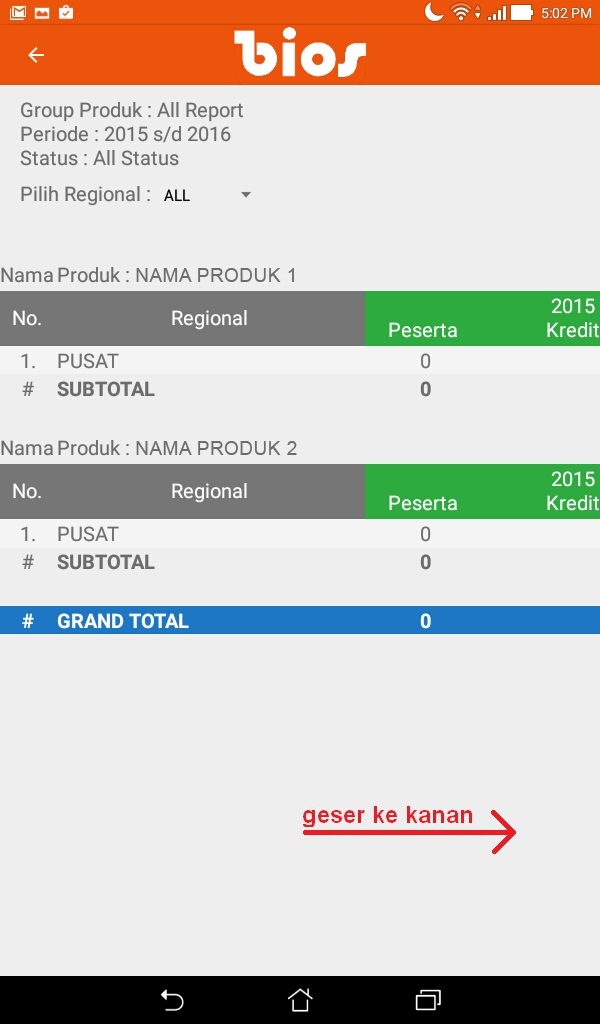 5:02 PM
bios
Group Produk : All Report
Periode : 2015 s/d 2016
Status : All Status
Pilih Regional : ALL
Nama Produk : NAMA PRODUK 1
2015
No. Regional Peserta Kredit
1. PUSAT 0
# SUBTOTAL 0
Nama Produk : NAMA PRODUK 2
2015
No. Regional Peserta Kredit
1. PUSAT 0
# SUBTOTAL 0
# GRAND TOTAL 0
geser ke kanan